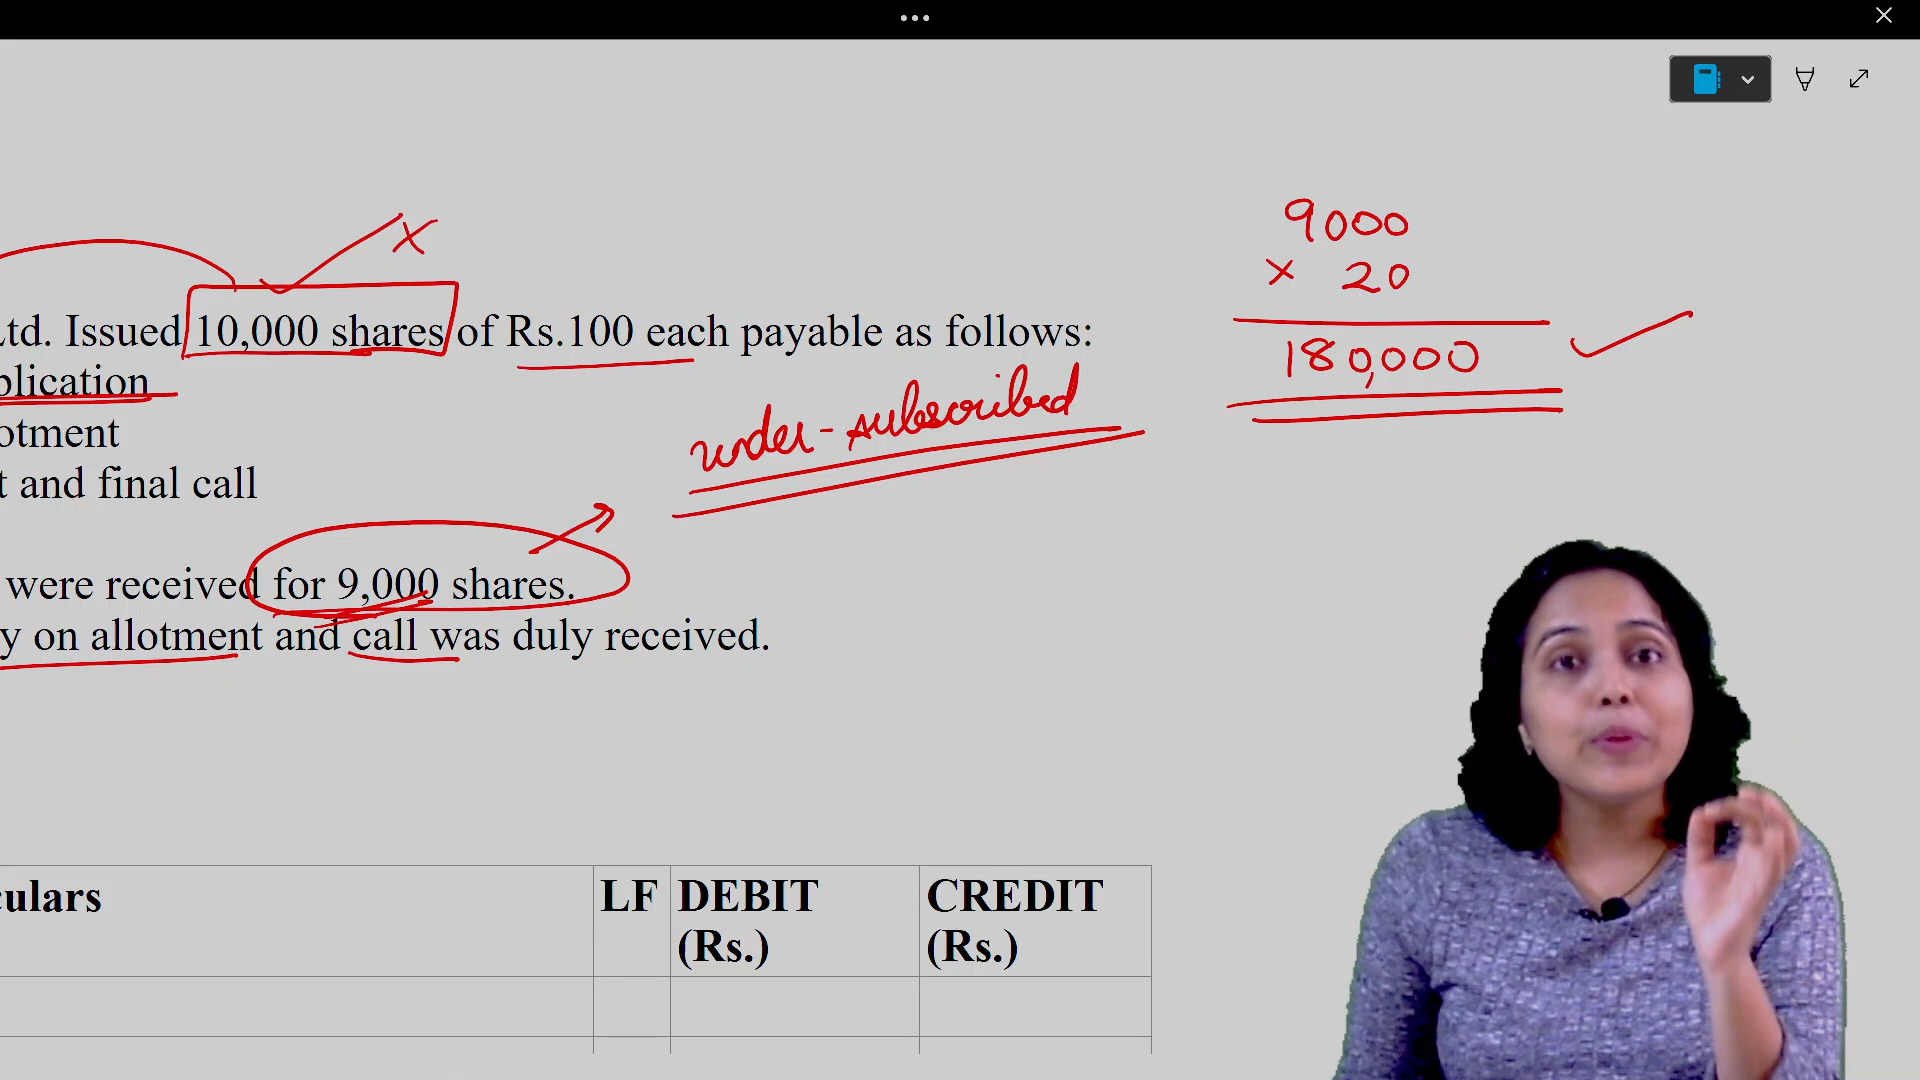 x
Ltd. Issued 10,000 shares of Rs.100 each payable as follows:
plication
otment
t and final call
under-subscribed
were received for 9,000 shares.
y on allotment and call was duly received.
9000
x 20
180,000
culars
LF
DEBIT
(Rs.)
CREDIT
(Rs.)